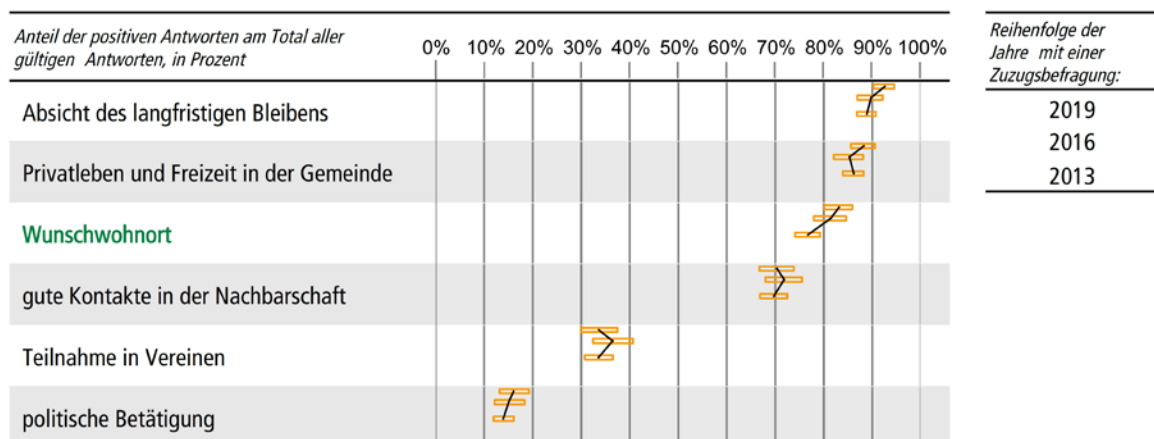 Anteil der positiven Antworten am Total aller
gültigen Antworten, in Prozent
0% 10% 20% 30% 40% 50% 60% 70% 80% 90% 100%
Absicht des langfristigen Bleibens
Privatleben und Freizeit in der Gemeinde
Wunschwohnort
gute Kontakte in der Nachbarschaft
Teilnahme in Vereinen
politische Betätigung
Reihenfolge der
Jahre mit einer
Zuzugsbefragung:
2019
2016
2013